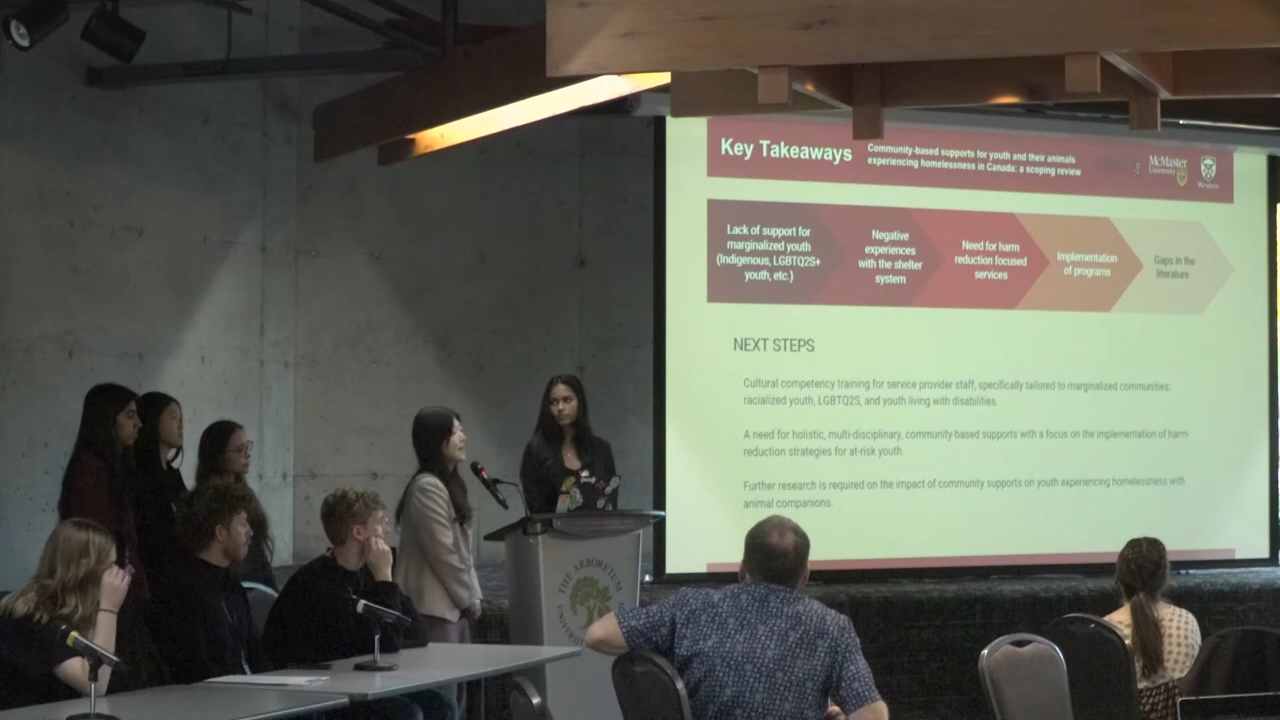 Key Takeaways
Community-based supports for youth and their animals
experiencing homelessness in Canada: a scoping review
McMaster
University
Western
Lack of support for
marginalized youth
(Indigenous, LGBTQ2S+
youth, etc.)
Negative
experiences
with the shelter
system
Need for harm
reduction focused
services
Implementation
of programs
Gaps in the
literature
NEXT STEPS
Cultural competency training for service provider staff, specifically tailored to marginalized communities:
racialized youth, LGBTQ2S, and youth living with disabilities.
A need for holistic, multi-disciplinary, community-based supports with a focus on the implementation of harm-
reduction strategies for at-risk youth.
Further research is required on the impact of community supports on youth experiencing homelessness with
animal companions.
THE ARBORETUM